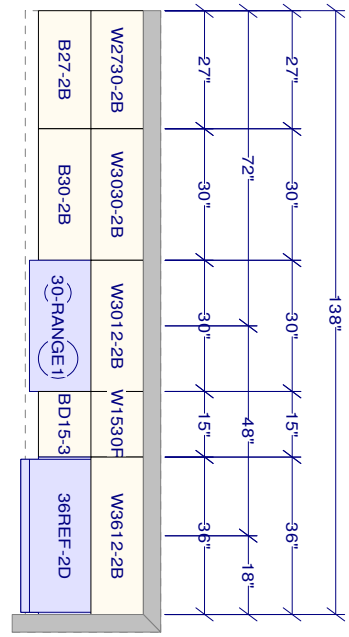 B27-2B
W2730-2B
27"
27"
72"
B30-2B
W3030-2B
30"
30"
138"
30-RANGE1)
W3012-2B
30"
30"
BD15-3
W1530R
15"
48"
15"
36REF-2D
W3612-2B
36"
18"
36"